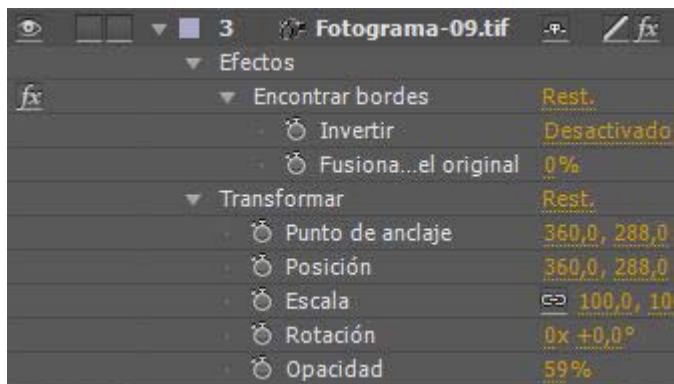 3 Fotograma-09.tif fx
Efectos
fx Encontrar bordes Rest.
Invertir Desactivado
Fusiona...el original 0%
Transformar Rest.
Punto de anclaje 360,0, 288,0
Posición 360,0, 288,0
Escala 100,0, 10
Rotación 0x +0,0°
Opacidad 59%